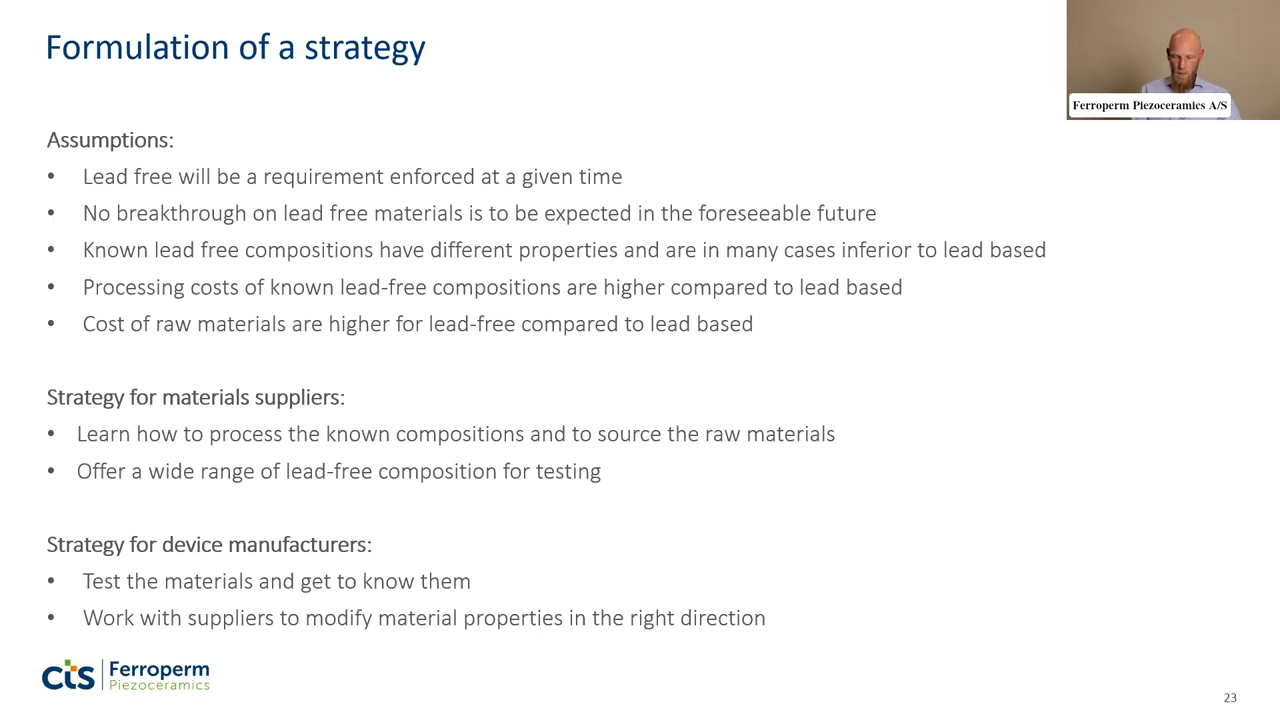 Formulation of a strategy
Ferroperm Piezoceramics A/S
Assumptions:
• Lead free will be a requirement enforced at a given time
• No breakthrough on lead free materials is to be expected in the foreseeable future
• Known lead free compositions have different properties and are in many cases inferior to lead based
• Processing costs of known lead-free compositions are higher compared to lead based
• Cost of raw materials are higher for lead-free compared to lead based
Strategy for materials suppliers:
• Learn how to process the known compositions and to source the raw materials
• Offer a wide range of lead-free composition for testing
Strategy for device manufacturers:
• Test the materials and get to know them
• Work with suppliers to modify material properties in the right direction
cts Ferroperm
Piezoceramics
23